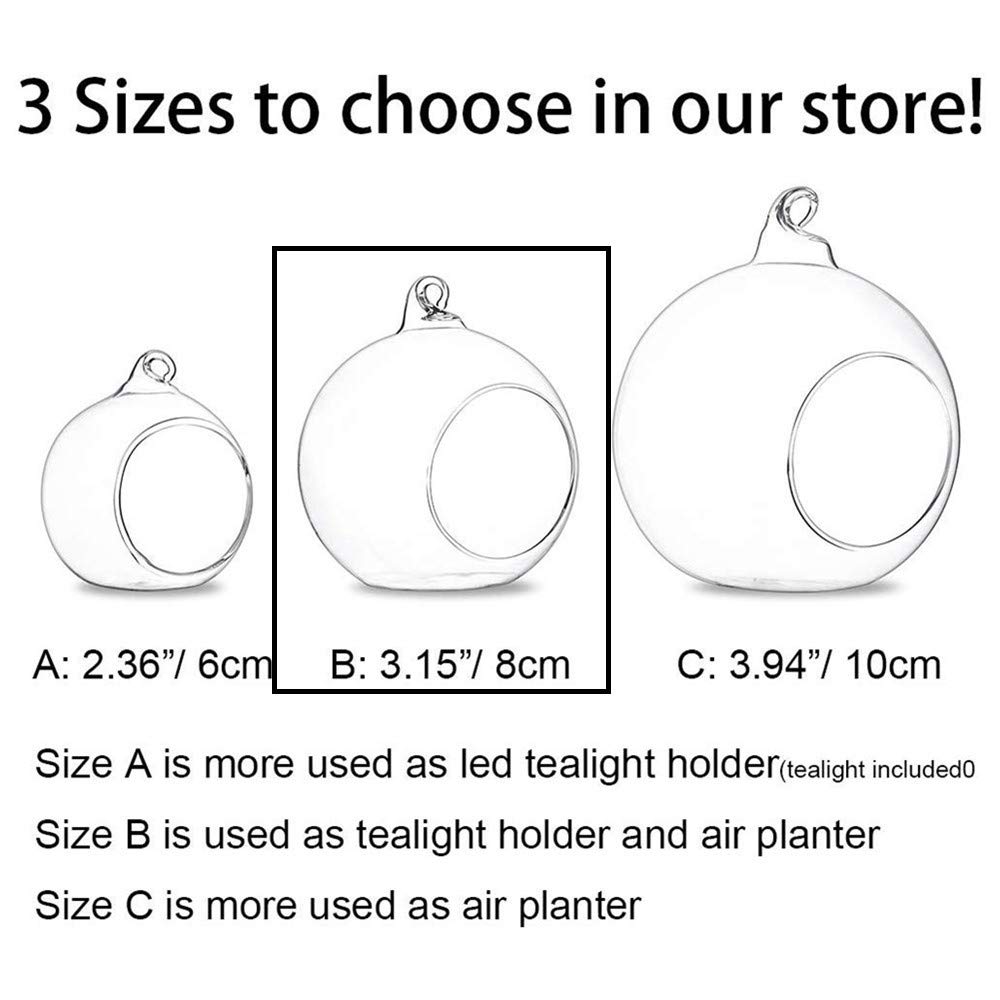 3 Sizes to choose in our store!
A: 2.36”/ 6cm
B: 3.15”/ 8cm
C: 3.94”/ 10cm
Size A is more used as led tealight holder(tealight included0
Size B is used as tealight holder and air planter
Size C is more used as air planter